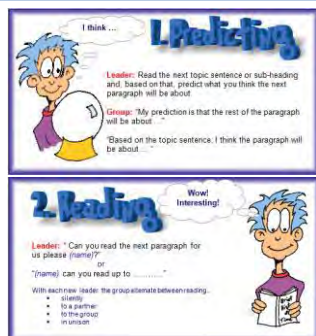 I think ...
1. Predicting
Leader: Read the next topic sentence or sub-heading
and, based on that, predict what you think the next
paragraph will be about
Group: "My prediction is that the rest of the paragraph
will be about ..."
"Based on the topic sentence, I think the paragraph will
be about ... "
Wow!
Interesting!
2. Reading
Leader: " Can you read the next paragraph for
us please (name)?"
or
"(name) can you read up to ..........."
With each new leader the group alternate between reading...
• silently
• to a partner
• to the group
• in unison